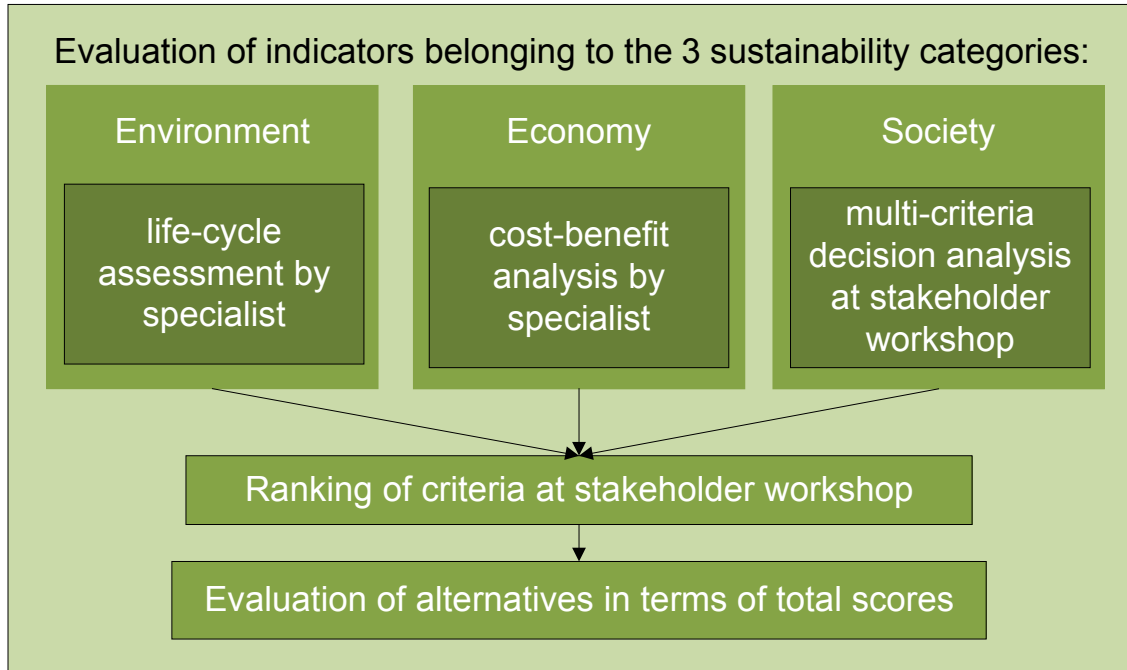 Evaluation of indicators belonging to the 3 sustainability categories:
Environment
life-cycle
assessment by
specialist
Economy
cost-benefit
analysis by
specialist
Society
multi-criteria
decision analysis
at stakeholder
workshop
Ranking of criteria at stakeholder workshop
Evaluation of alternatives in terms of total scores